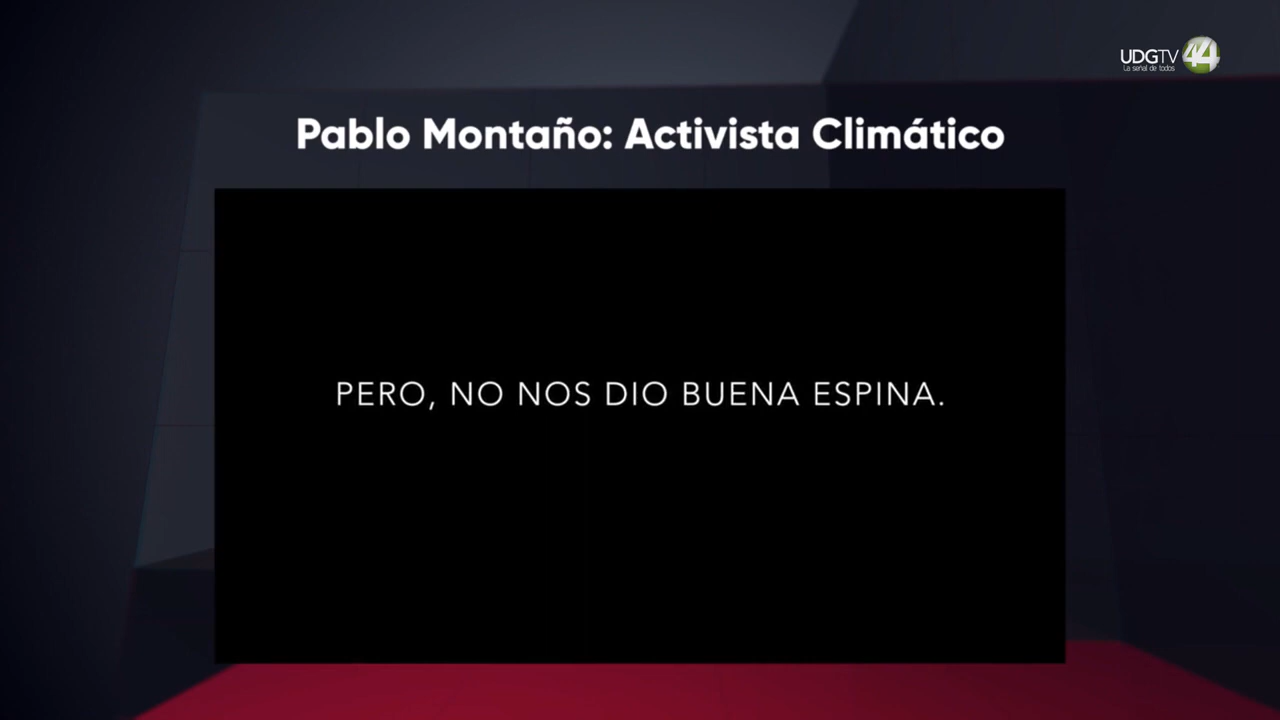 UDGTV 44
La señal de todos
Pablo Montaño: Activista Climático
PERO, NO NOS DIO BUENA ESPINA.